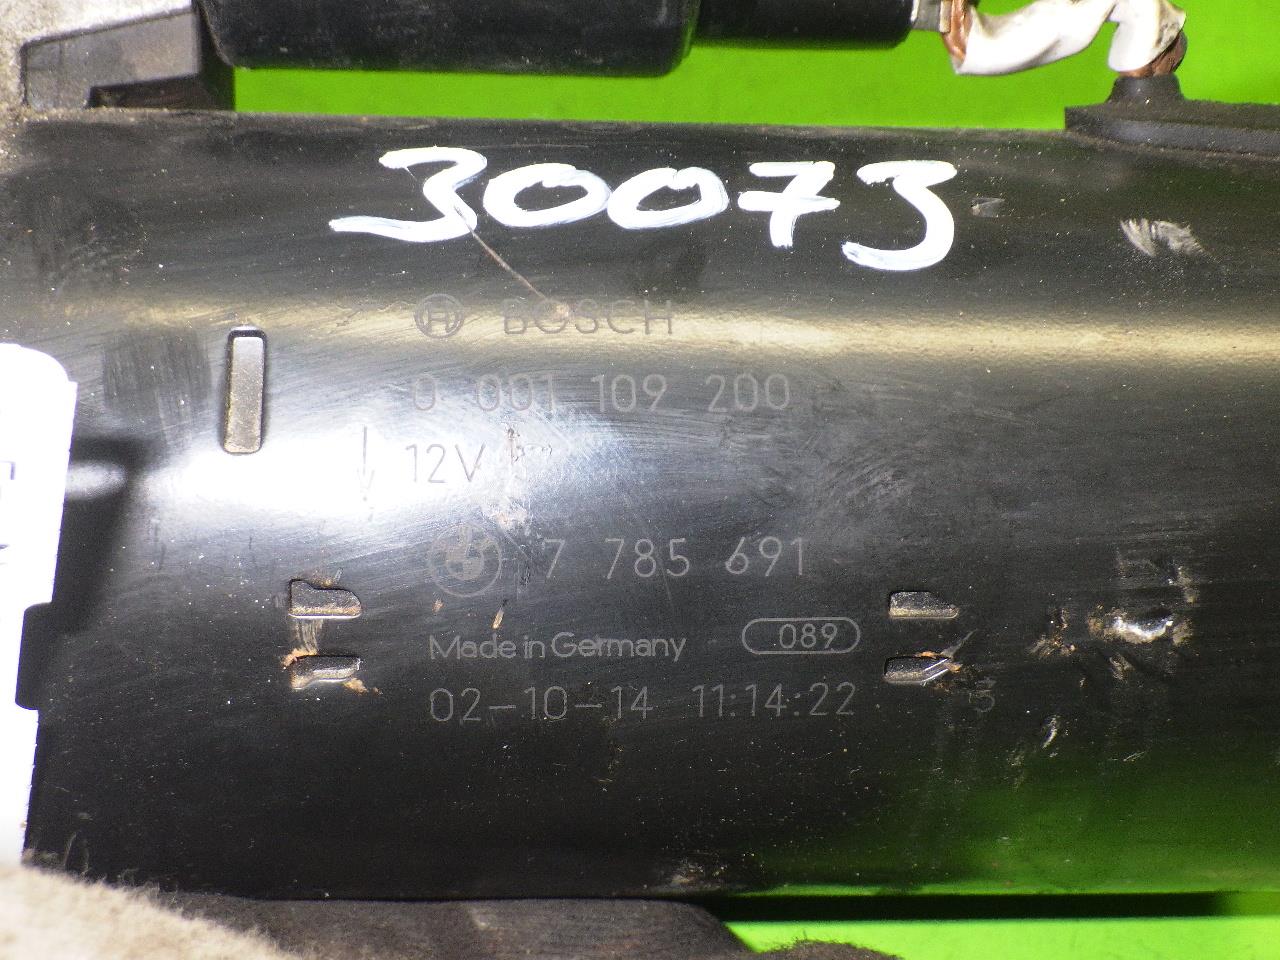 30073
BOSCH
0 001 109 200
12V
7 785 691
Made in Germany 089
02-10-14 11:14:22